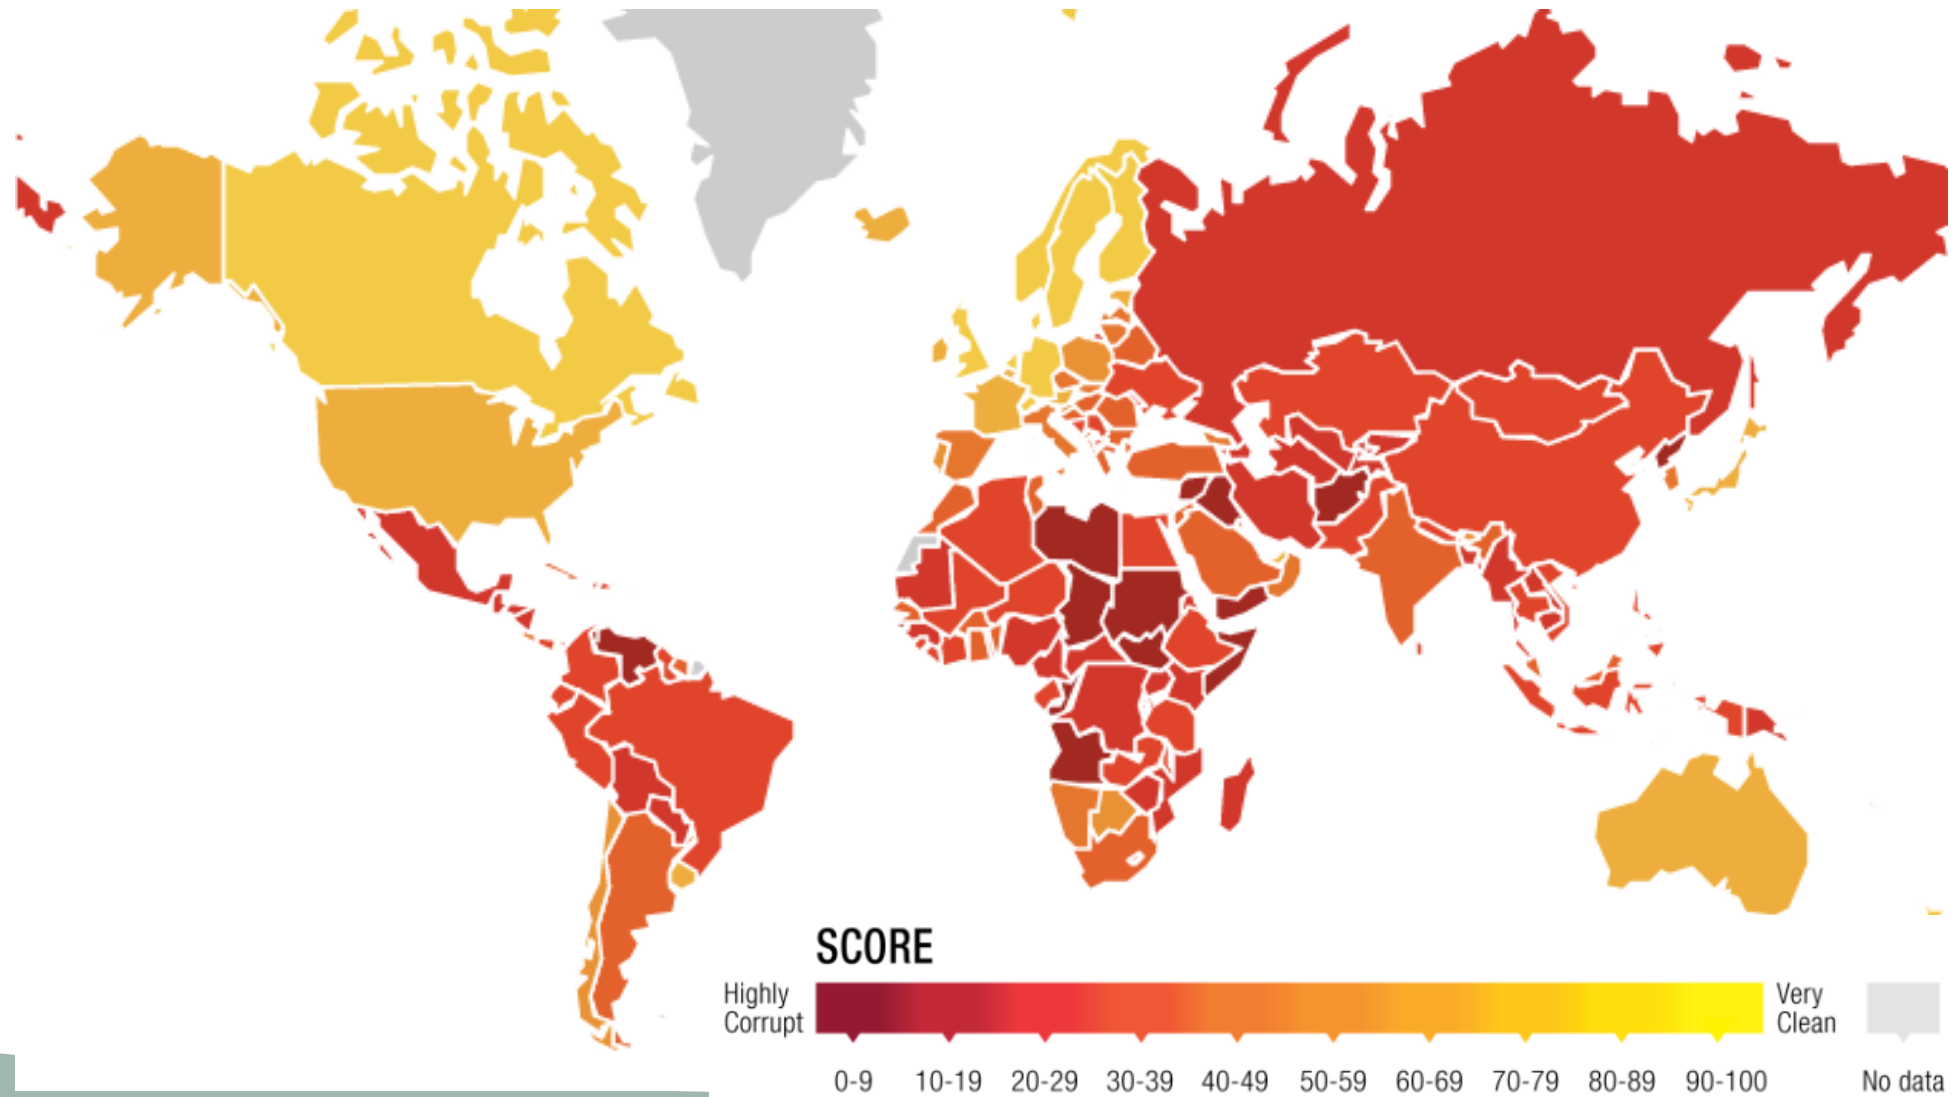 SCORE
Highly
Corrupt
Very
Clean
0-9 10-19 20-29 30-39 40-49 50-59 60-69 70-79 80-89 90-100 No data